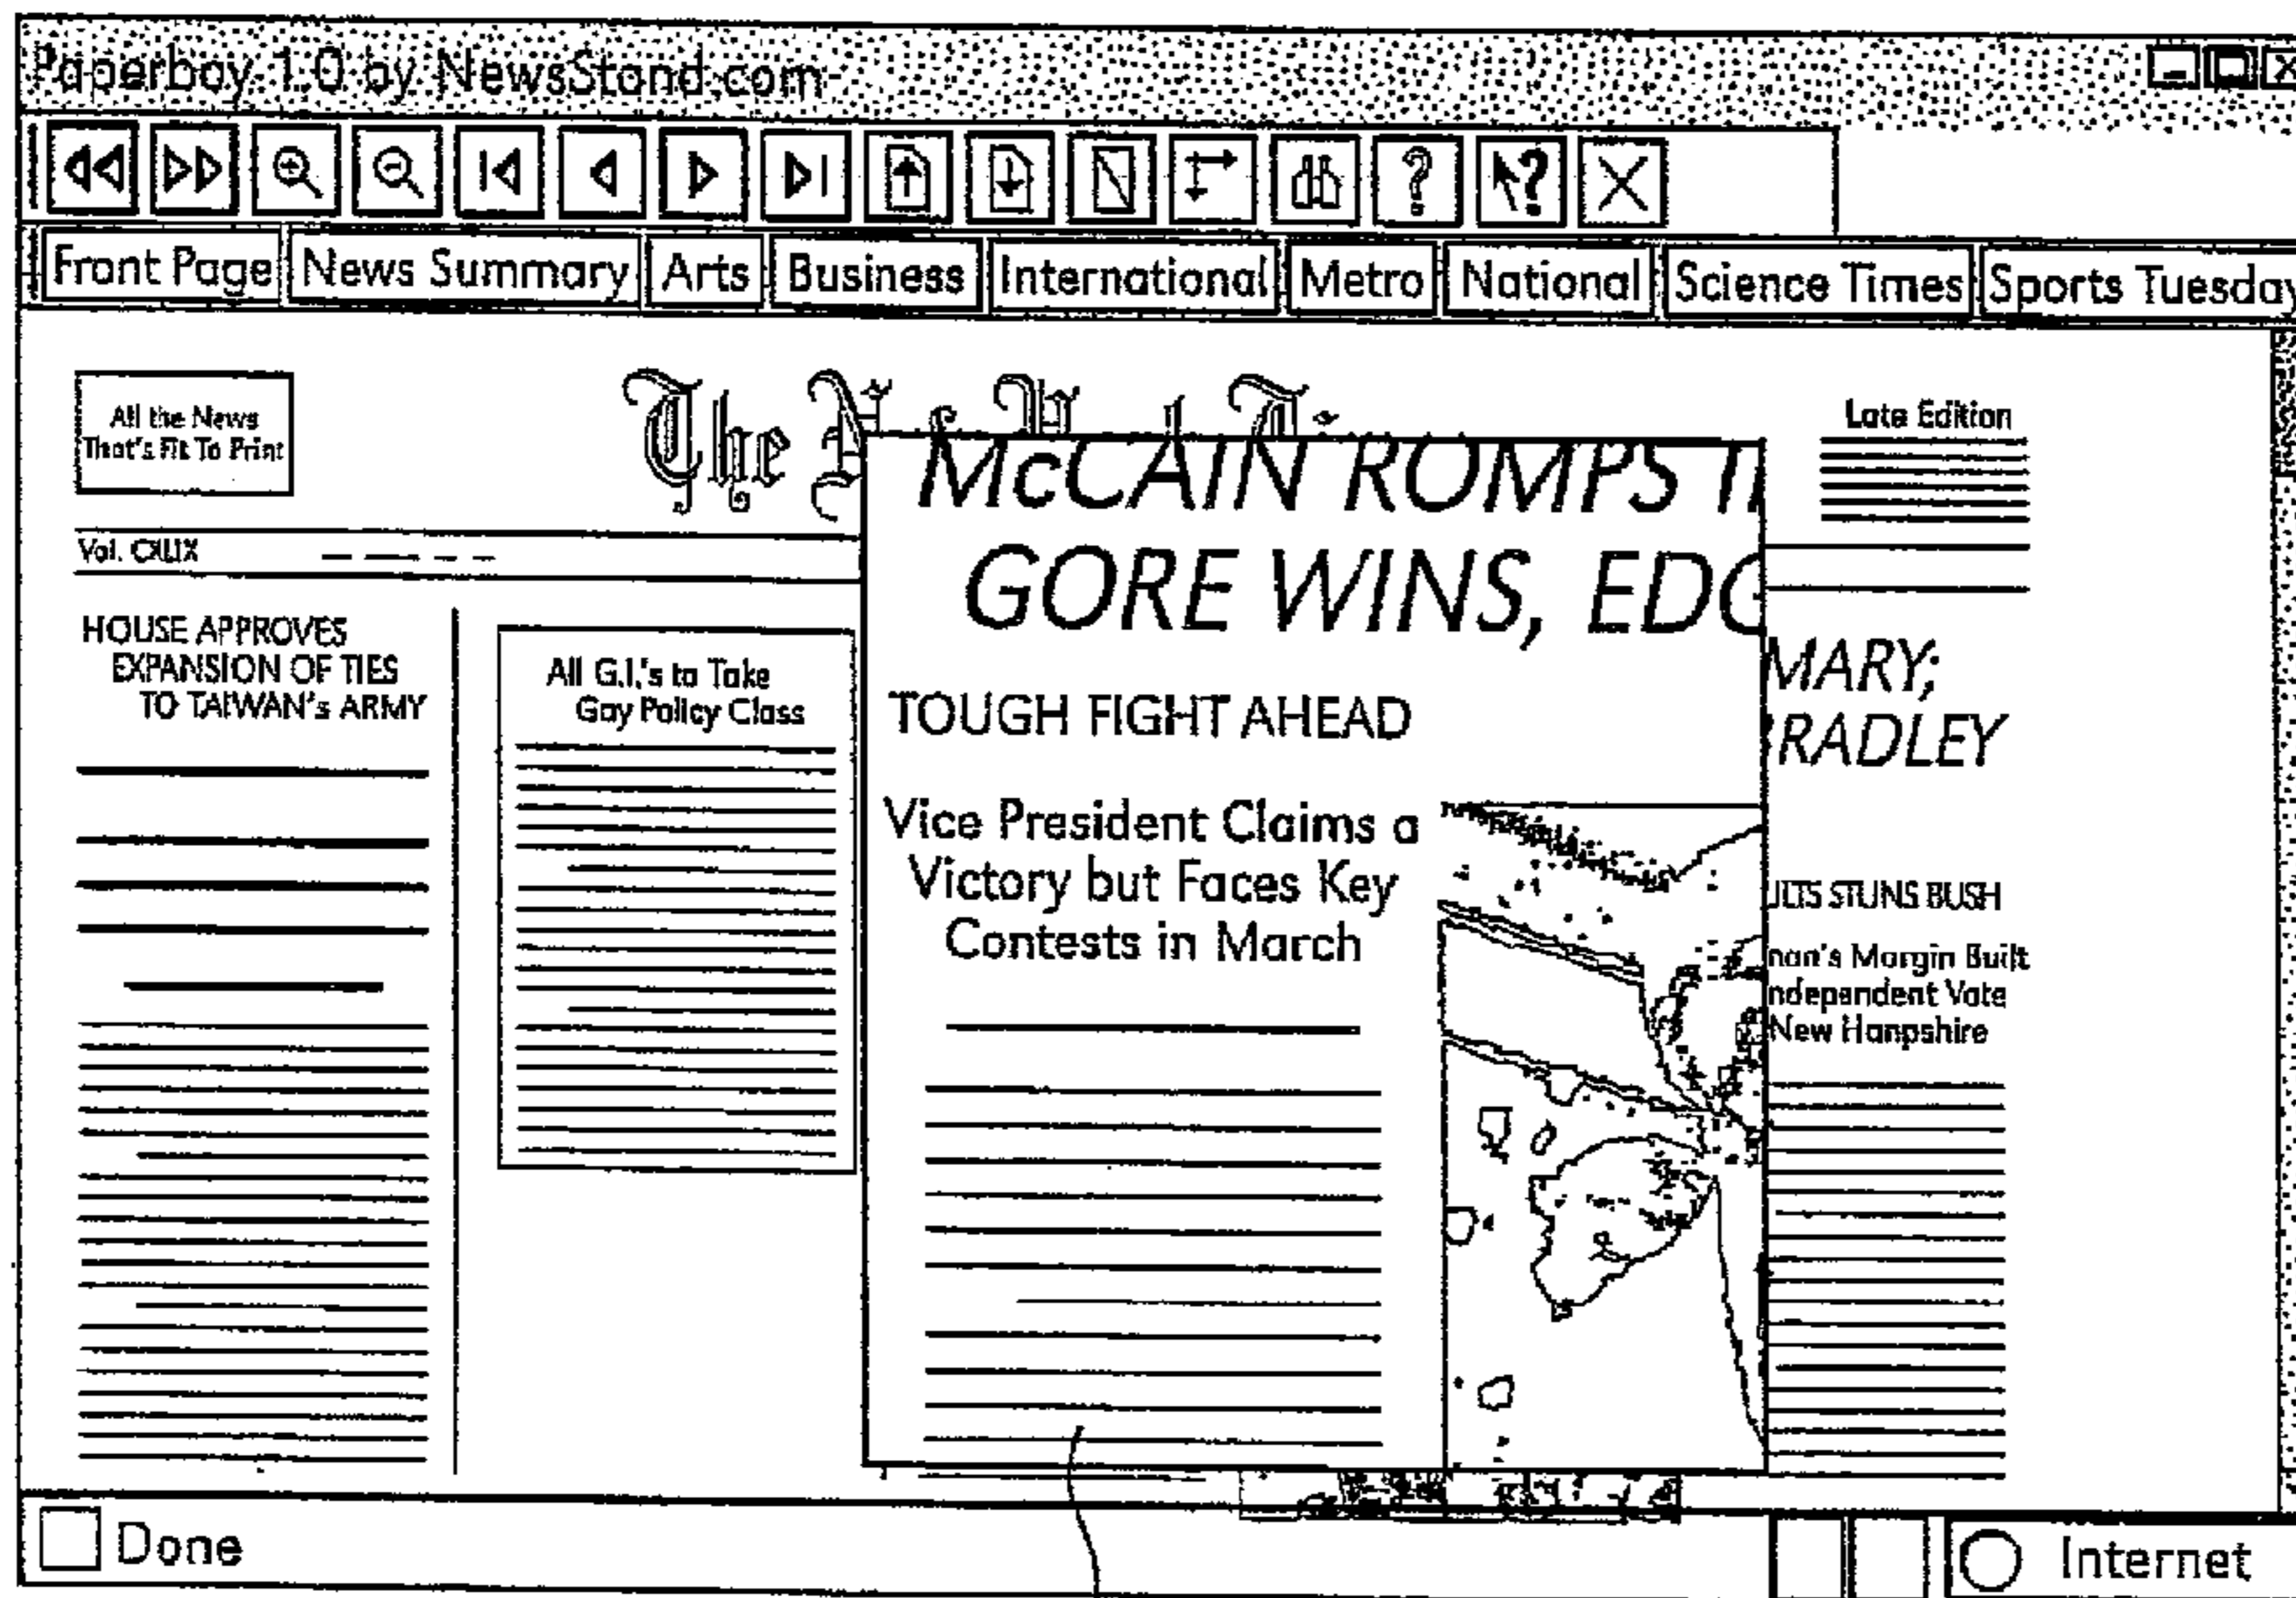 Paperboy 1.0 by NewsStand.com
Front Page News Summary Arts Business International Metro National Science Times Sports Tuesday
All the News
That's Fit To Print
The
Late Edition
Vol. CXLIX
HOUSE APPROVES
EXPANSION OF TIES
TO TAIWAN's ARMY
All G.I.'s to Take
Gay Policy Class
McCAIN ROMPS
GORE WINS, EDG
TOUGH FIGHT AHEAD
Vice President Claims a
Victory but Faces Key
Contests in March
MARY;
RADLEY
ULTS STUNS BUSH
nan's Margin Built
ndependent Vote
New Hanpshire
Done
Internet